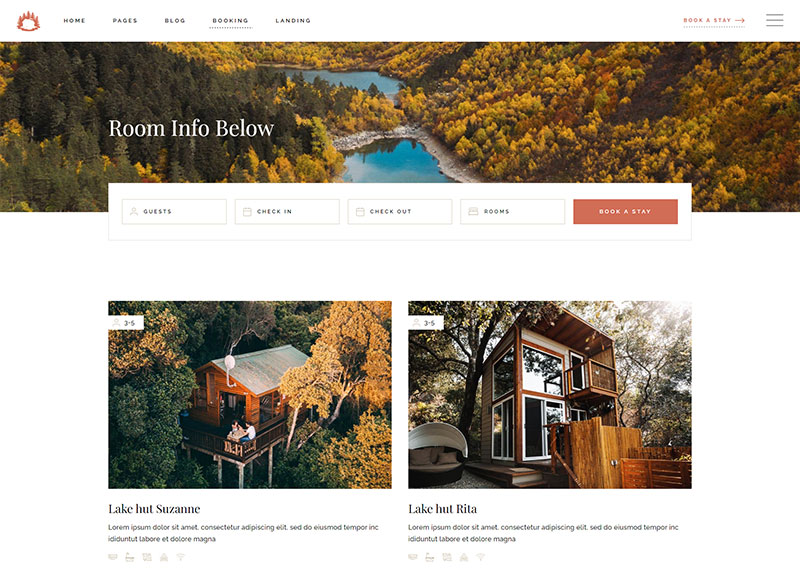 HOME PAGES BLOG BOOKING LANDING BOOK A STAY
Room Info Below
GUESTS CHECK IN CHECK OUT ROOMS BOOK A STAY
3-5
3-5
Lake hut Suzanne
Lorem ipsum dolor sit amet, consectetur adipiscing elit, sed do eiusmod tempor inc
ididuntut labore et dolore magna
Lake hut Rita
Lorem ipsum dolor sit amet, consectetur adipiscing elit, sed do eiusmod tempor inc
ididuntut labore et dolore magna